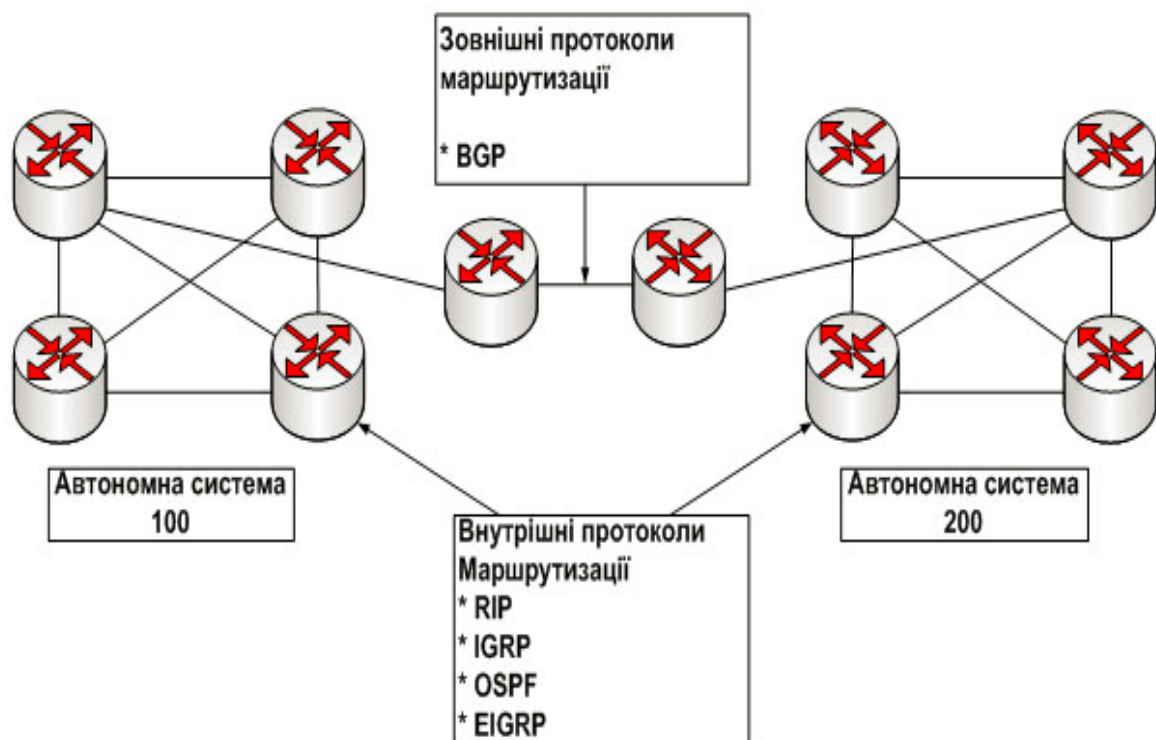 Зовнішні протоколи
маршрутизації
* BGP
Автономна система
100
Автономна система
200
Внутрішні протоколи
Маршрутизації
* RIP
* IGRP
* OSPF
* EIGRP